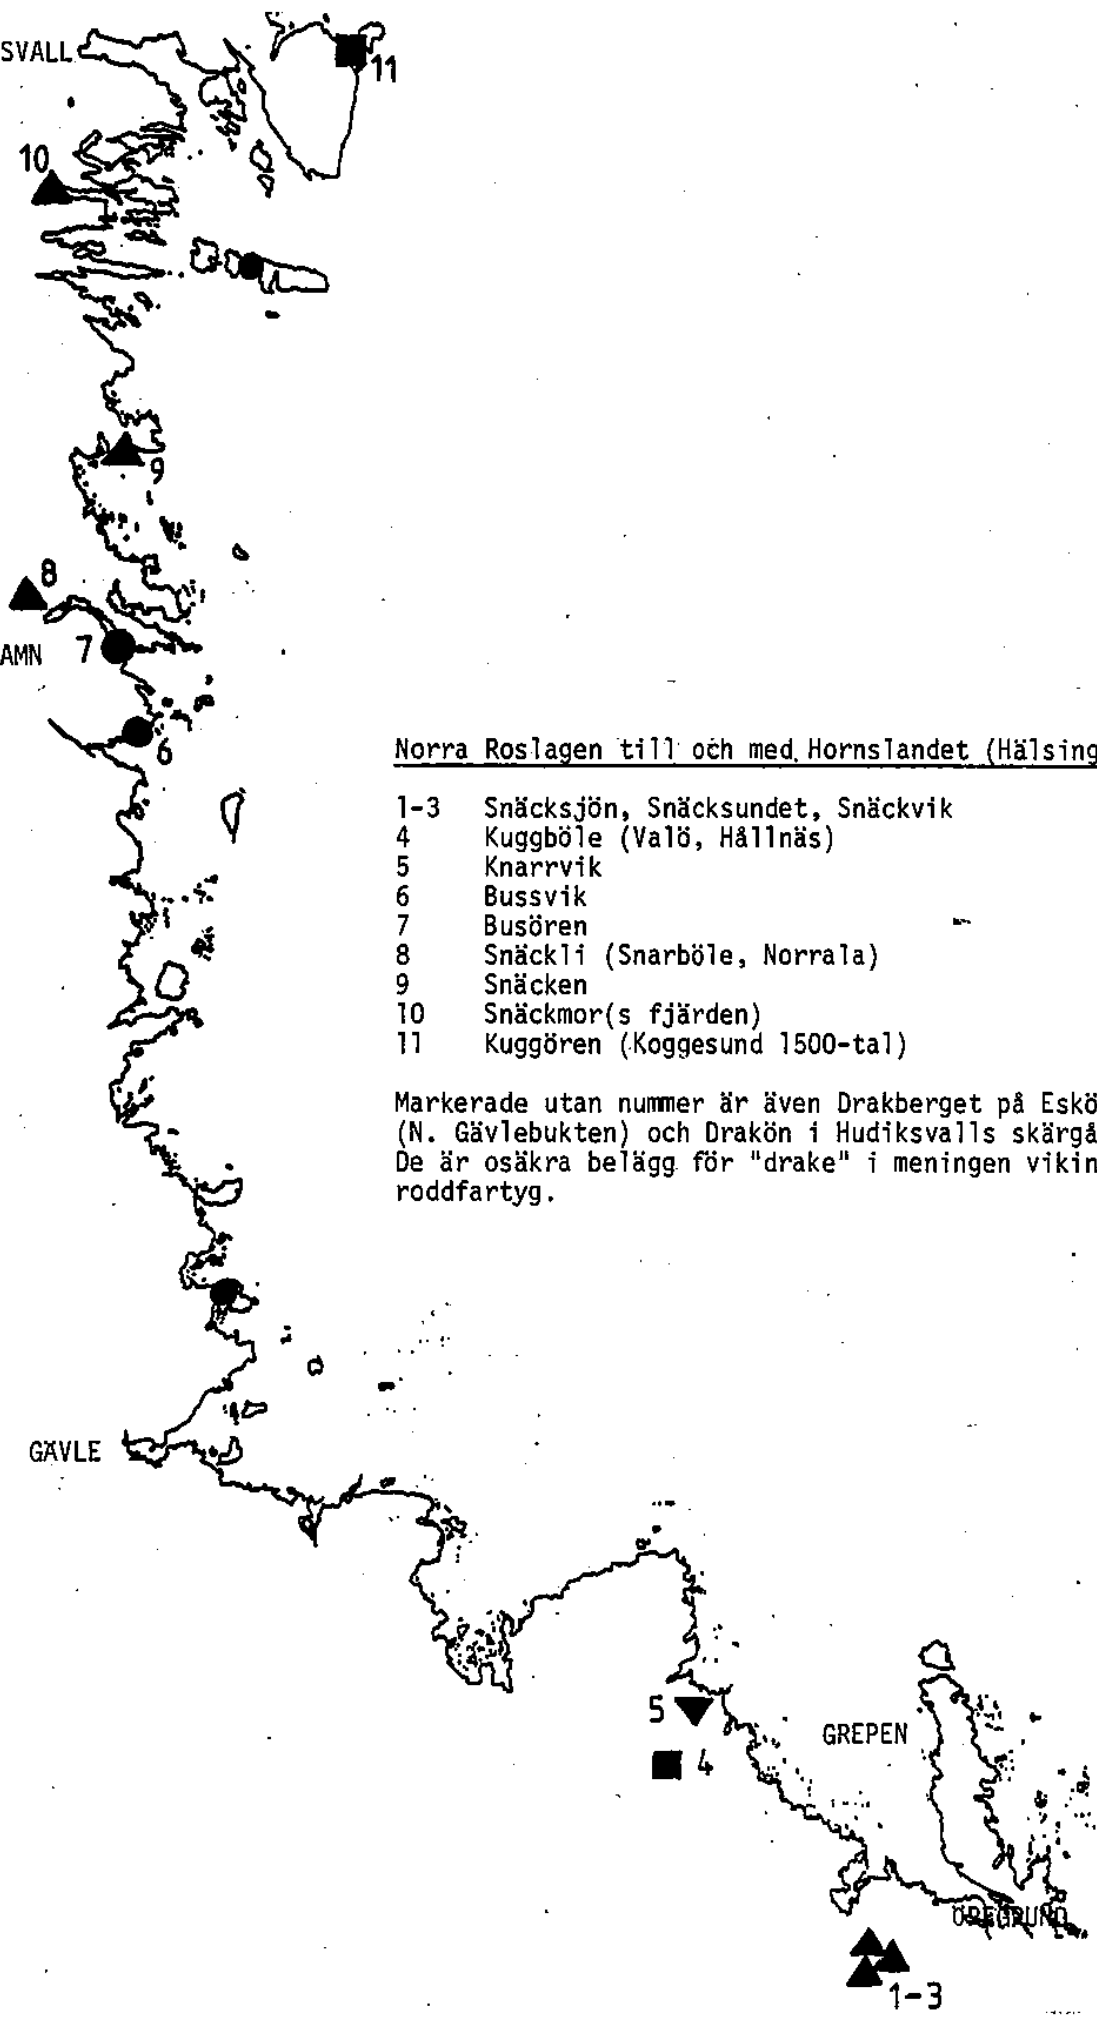 SVALL
11
10
9
8
7
AMN
6
Norra Roslagen till och med Hornslandet (Hälsing
1-3 Snäcksjön, Snäcksundet, Snäckvik
4 Kuggböle (Valö, Hållnäs)
5 Knarrvik
6 Bussvik
7 Busören
8 Snäckli (Snarböle, Norrala)
9 Snäcken
10 Snäckmor(s fjärden)
11 Kuggören (Koggesund 1500-tal)
Markerade utan nummer är även Drakberget på Eskö
(N. Gävlebukten) och Drakön i Hudiksvalls skärgå
De är osäkra belägg för "drake" i meningen vikin
roddfartyg.
GÄVLE
5
GREPEN
4
ÖREGRUND
1-3